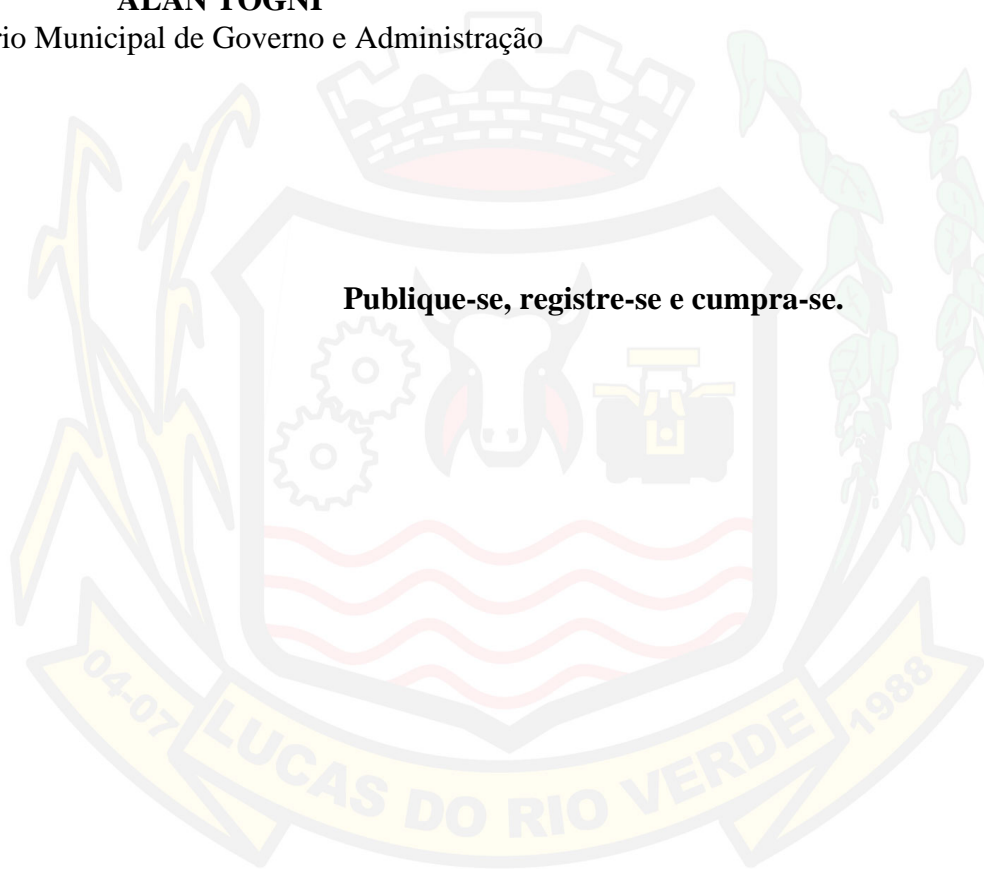 ALAN TOGNI
rio Municipal de Governo e Administração
Publique-se, registre-se e cumpra-se.
04-07 LUCAS DO RIO VERDE 1988